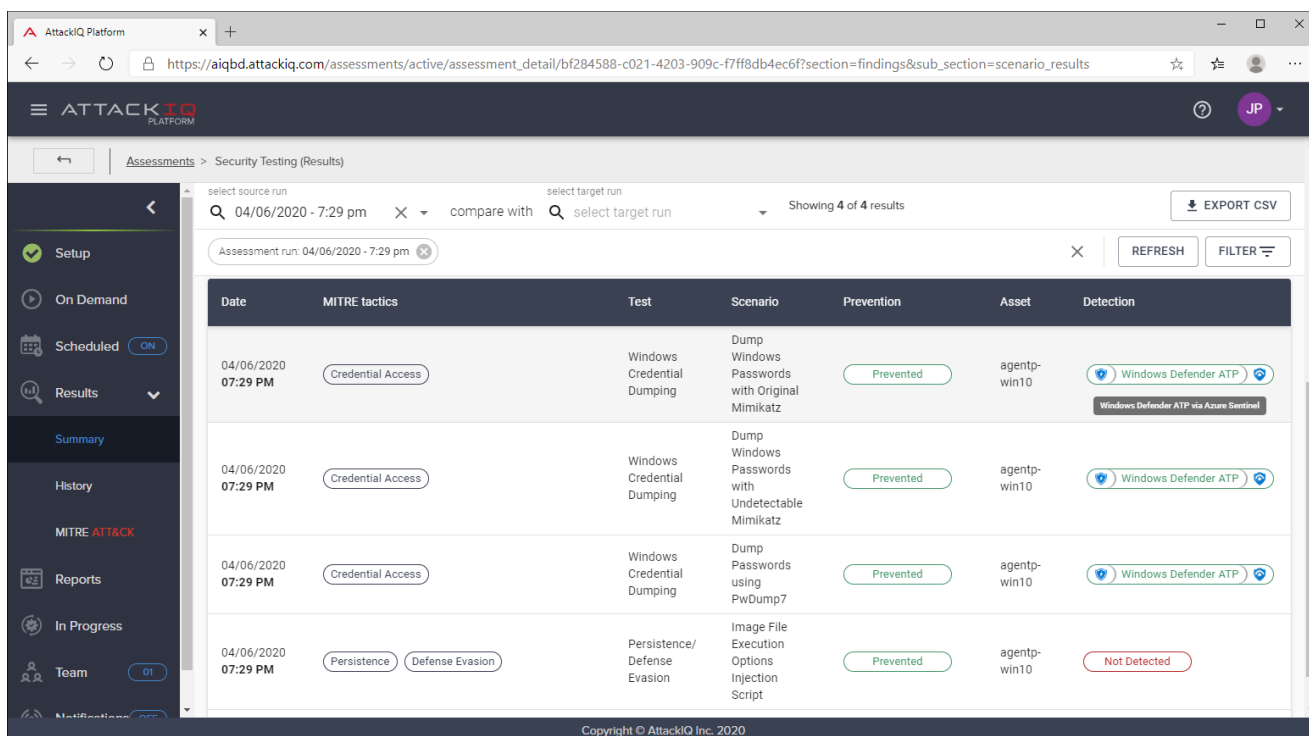 AttackIQ Platform
https://aiqbd.attackiq.com/assessments/active/assessment_detail/bf284588-c021-4203-909c-f7ff8db4ec6f?section=findings&sub_section=scenario_results
ATTACKIQ
PLATFORM
JP
Assessments > Security Testing (Results)
select source run
select target run
04/06/2020 - 7:29 pm
compare with
select target run
Showing 4 of 4 results
EXPORT CSV
Assessment run: 04/06/2020 - 7:29 pm
REFRESH
FILTER
Setup
On Demand
Scheduled ON
Results
Summary
History
MITRE ATT&CK
Reports
In Progress
Team 01
Notifications OFF
Date MITRE tactics Test Scenario Prevention Asset Detection
04/06/2020
07:29 PM
Credential Access
Windows
Credential
Dumping
Dump
Windows
Passwords
with Original
Mimikatz
Prevented
agentp-
win10
Windows Defender ATP
Windows Defender ATP via Azure Sentinel
04/06/2020
07:29 PM
Credential Access
Windows
Credential
Dumping
Dump
Windows
Passwords
with
Undetectable
Mimikatz
Prevented
agentp-
win10
Windows Defender ATP
04/06/2020
07:29 PM
Credential Access
Windows
Credential
Dumping
Dump
Passwords
using
PwDump7
Prevented
agentp-
win10
Windows Defender ATP
04/06/2020
07:29 PM
Persistence Defense Evasion
Persistence/
Defense
Evasion
Image File
Execution
Options
Injection
Script
Prevented
agentp-
win10
Not Detected
Copyright © AttackIQ Inc. 2020